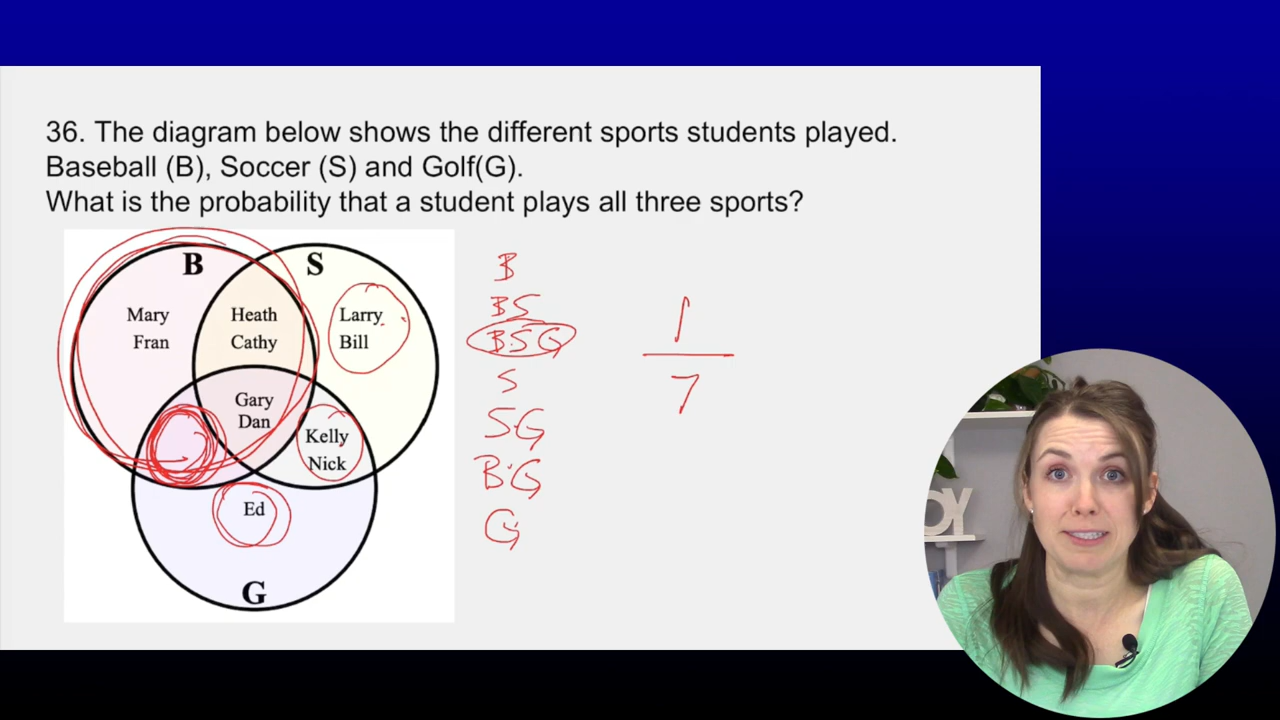 36. The diagram below shows the different sports students played.
Baseball (B), Soccer (S) and Golf(G).
What is the probability that a student plays all three sports?
B
S
Mary
Fran
Heath
Cathy
Larry
Bill
Gary
Dan
Kelly
Nick
Ed
G
B
BS
BSG
S
SG
BG
G
1
7
OY